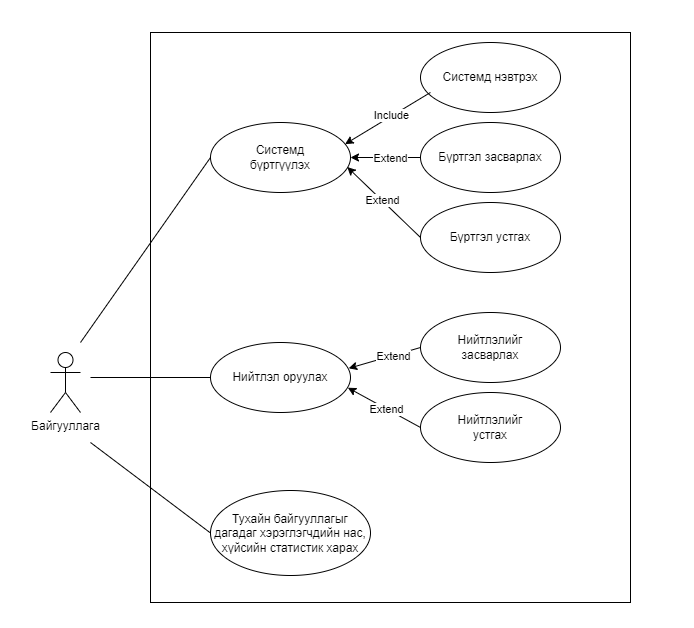 Системд нэвтрэх
Include
Системд
бүртгүүлэх
Extend
Бүртгэл засварлах
Extend
Бүртгэл устгах
Нийтлэлийг
засварлах
Extend
Нийтлэл оруулах
Extend
Нийтлэлийг
устгах
Байгууллага
Тухайн байгууллагыг
дагадаг хэрэглэгчдийн нас,
хүйсийн статистик харах